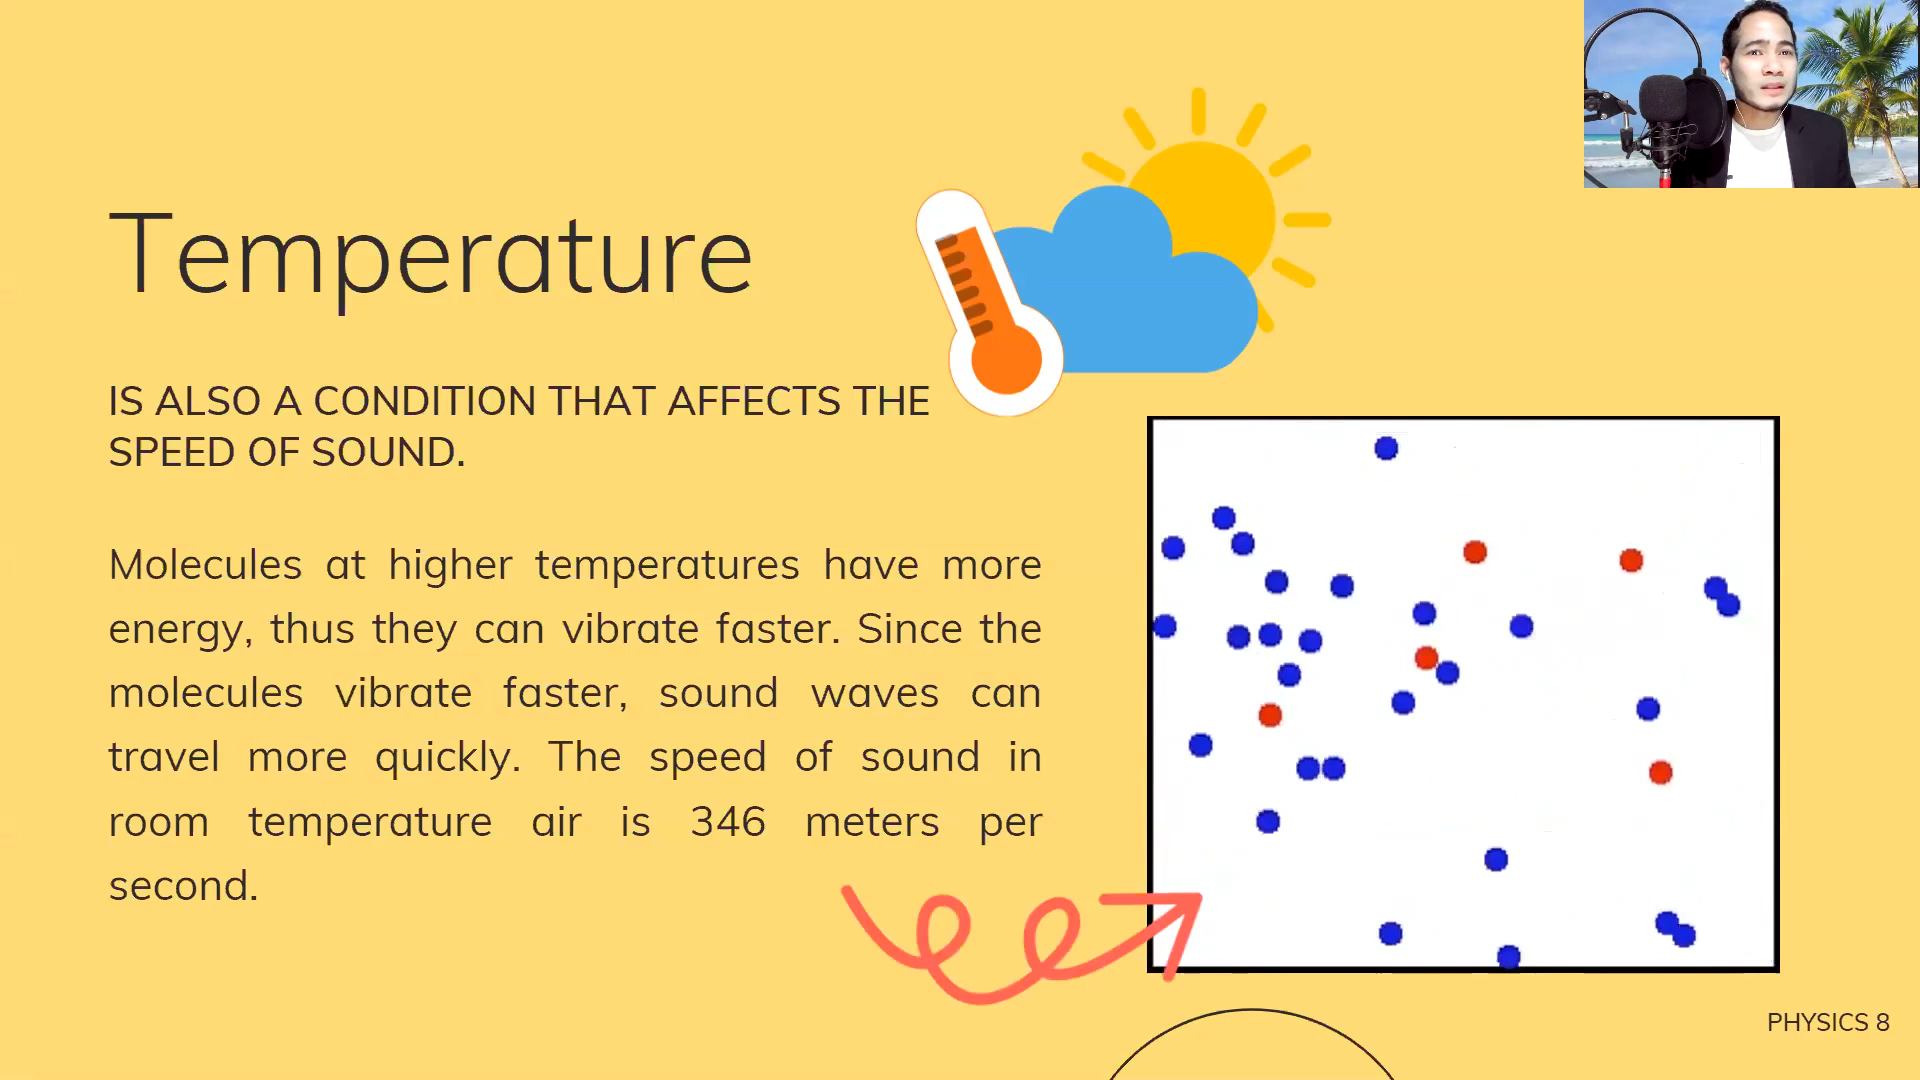 Temperature
IS ALSO A CONDITION THAT AFFECTS THE
SPEED OF SOUND.
Molecules at higher temperatures have more
energy, thus they can vibrate faster. Since the
molecules vibrate faster, sound waves can
travel more quickly. The speed of sound in
room temperature air is 346 meters per
second.
PHYSICS 8